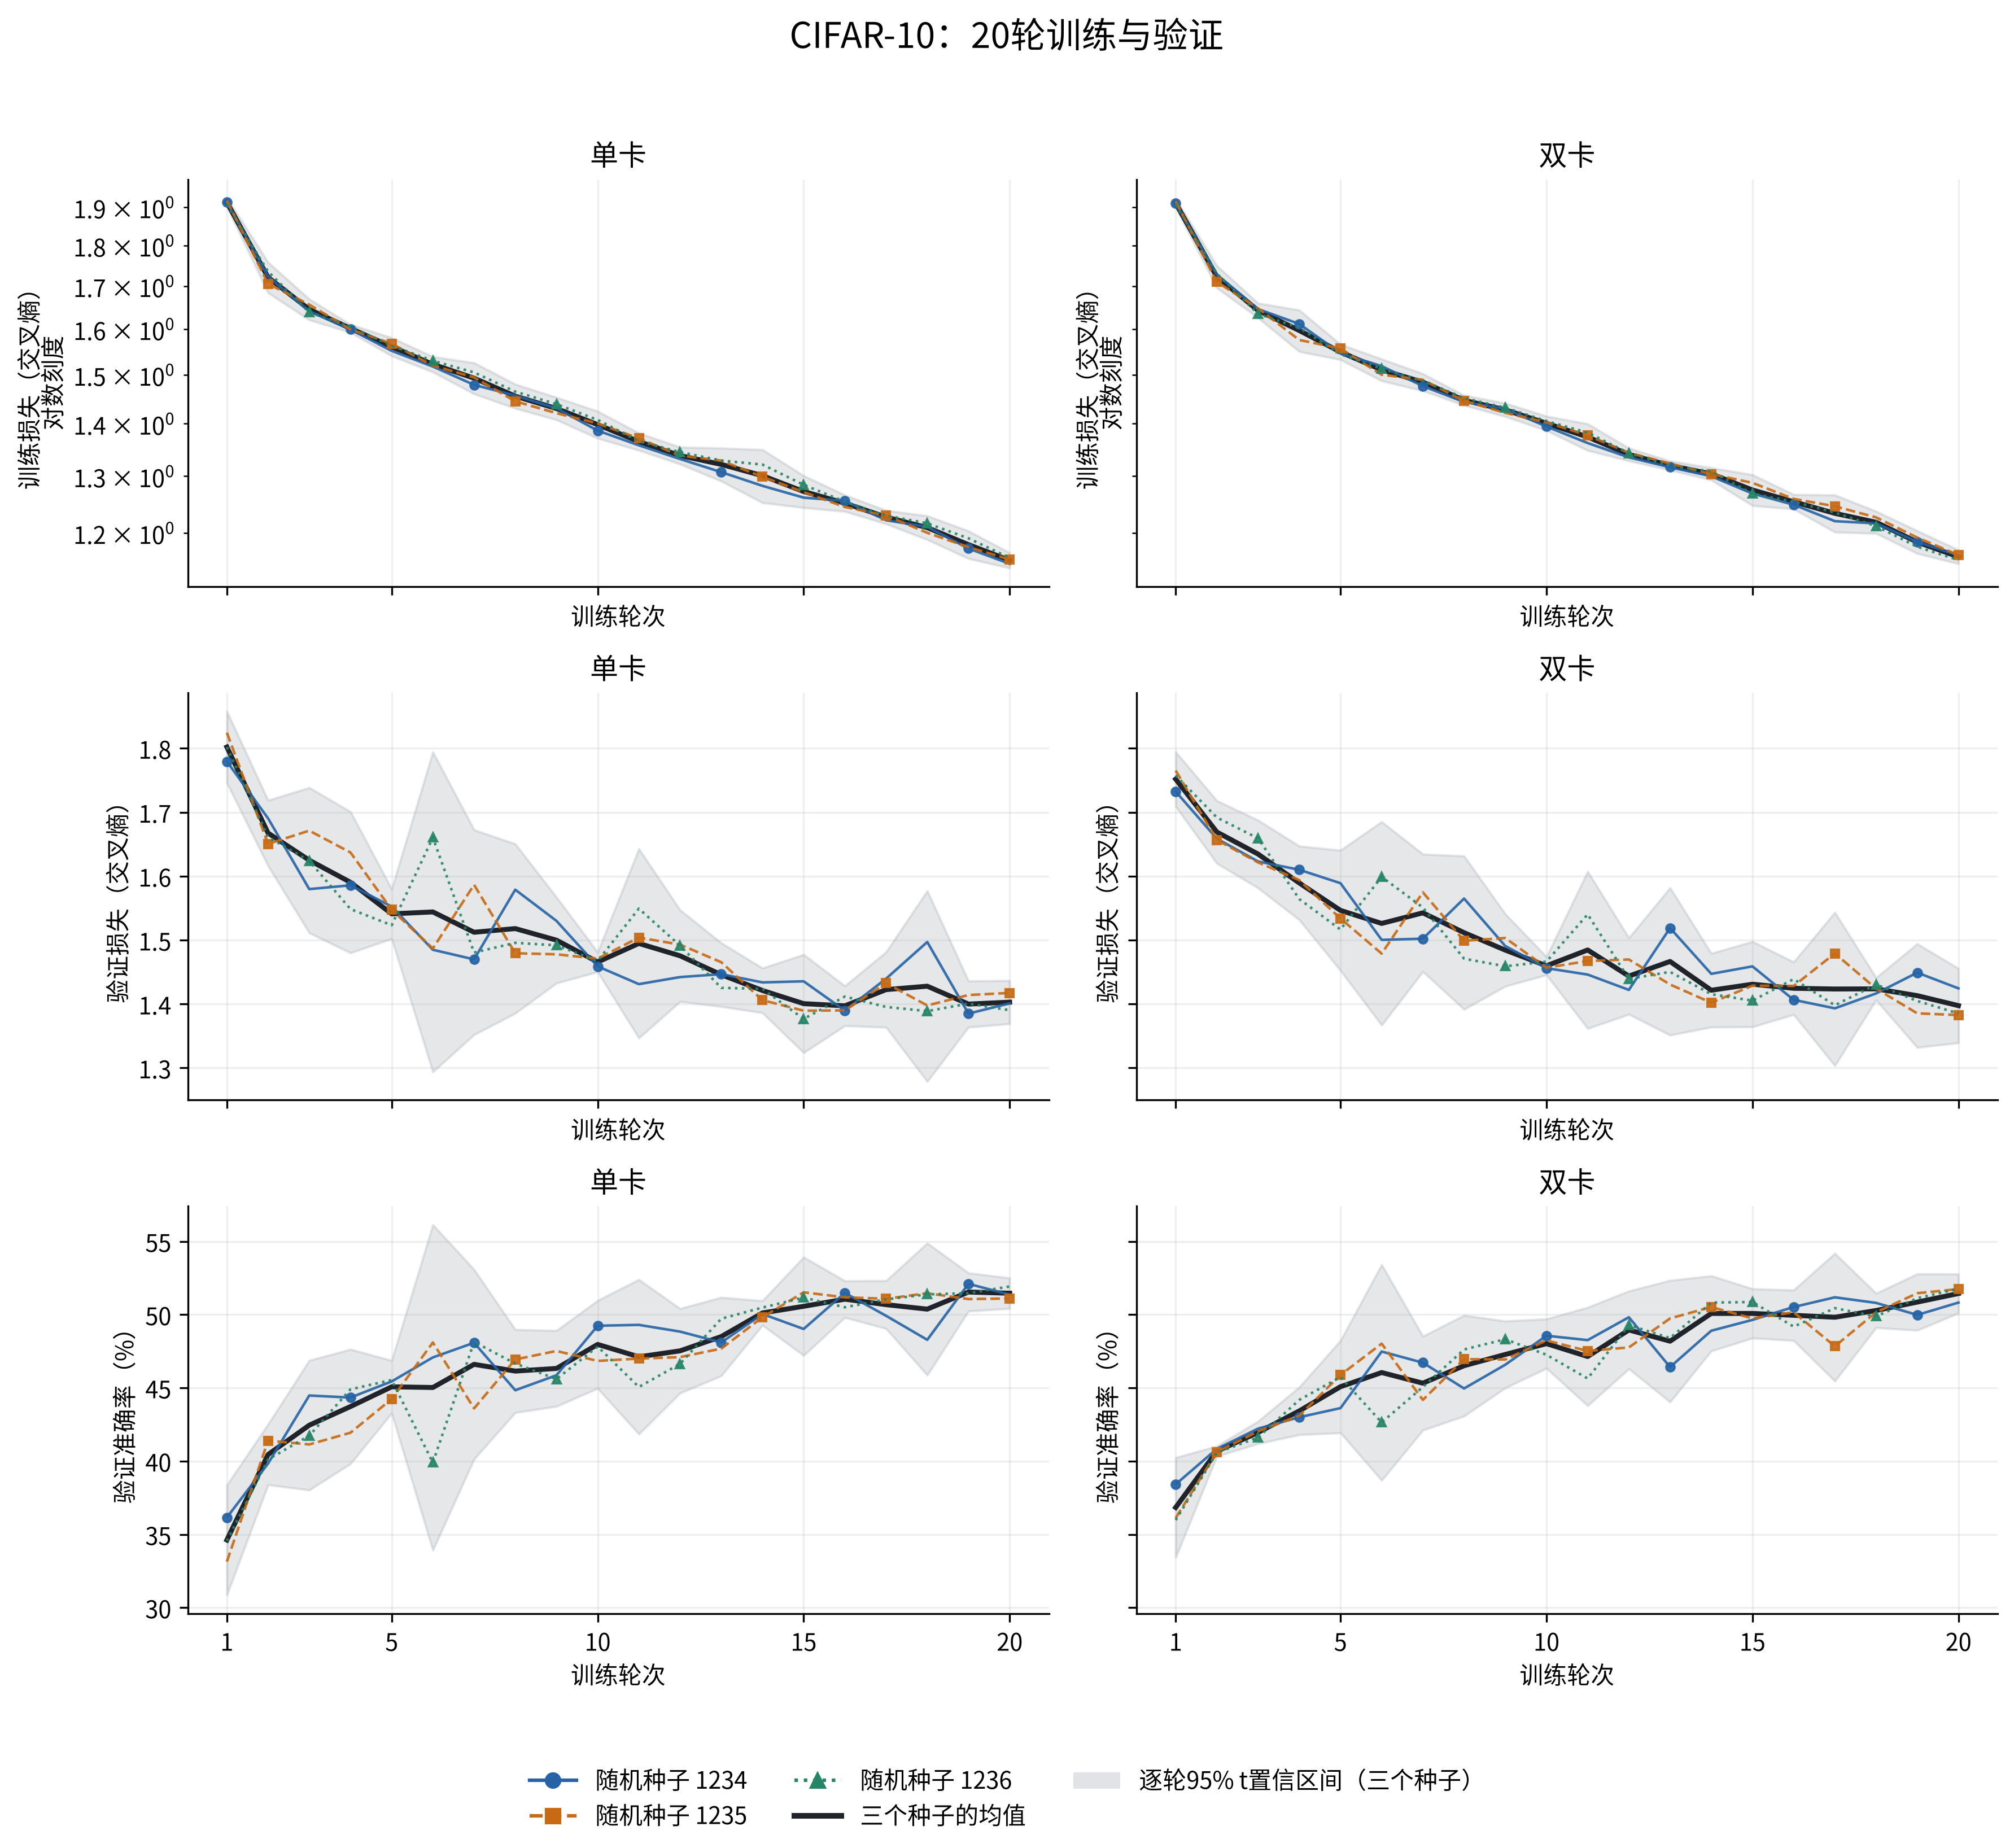 CIFAR-10：20轮训练与验证
单卡
双卡
训练损失（交叉熵）
对数刻度
1.9 × 10⁰
1.8 × 10⁰
1.7 × 10⁰
1.6 × 10⁰
1.5 × 10⁰
1.4 × 10⁰
1.3 × 10⁰
1.2 × 10⁰
训练轮次
训练损失（交叉熵）
对数刻度
训练轮次
单卡
双卡
验证损失（交叉熵）
1.8
1.7
1.6
1.5
1.4
1.3
训练轮次
验证损失（交叉熵）
训练轮次
单卡
双卡
验证准确率（%）
55
50
45
40
35
30
1 5 10 15 20
训练轮次
验证准确率（%）
1 5 10 15 20
训练轮次
随机种子 1234
随机种子 1235
随机种子 1236
三个种子的均值
逐轮95% t置信区间（三个种子）